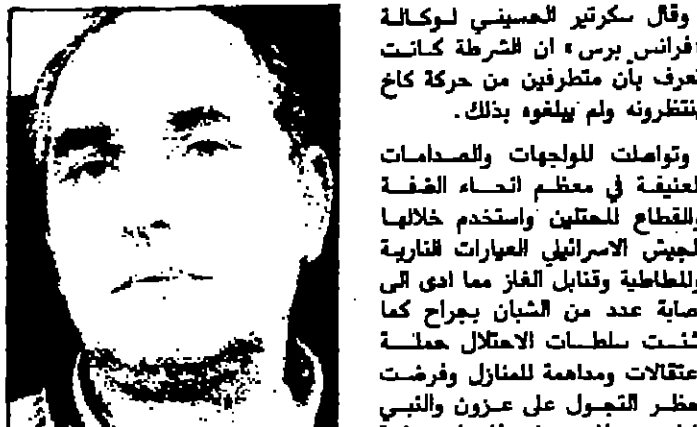 وقال سكرتير الحسيني لوكالة
«فرانس برس» ان الشرطة كانت
تعرف بأن متطرفين من حركة كاخ
ينتظرونه ولم يبلغوه بذلك.
وتواصلت المواجهات والصدامات
العنيفة في معظم انحاء الضفة
والقطاع المحتلين واستخدم خلالها
الجيش الاسرائيلي العيارات النارية
والمطاطية وقنابل الغاز مما ادى الى
اصابة عدد من الشبان بجراح كما
شنت سلطات الاحتلال حملة
اعتقالات ومداهمة للمنازل وفرضت
حظر التجول على عزون والنبي